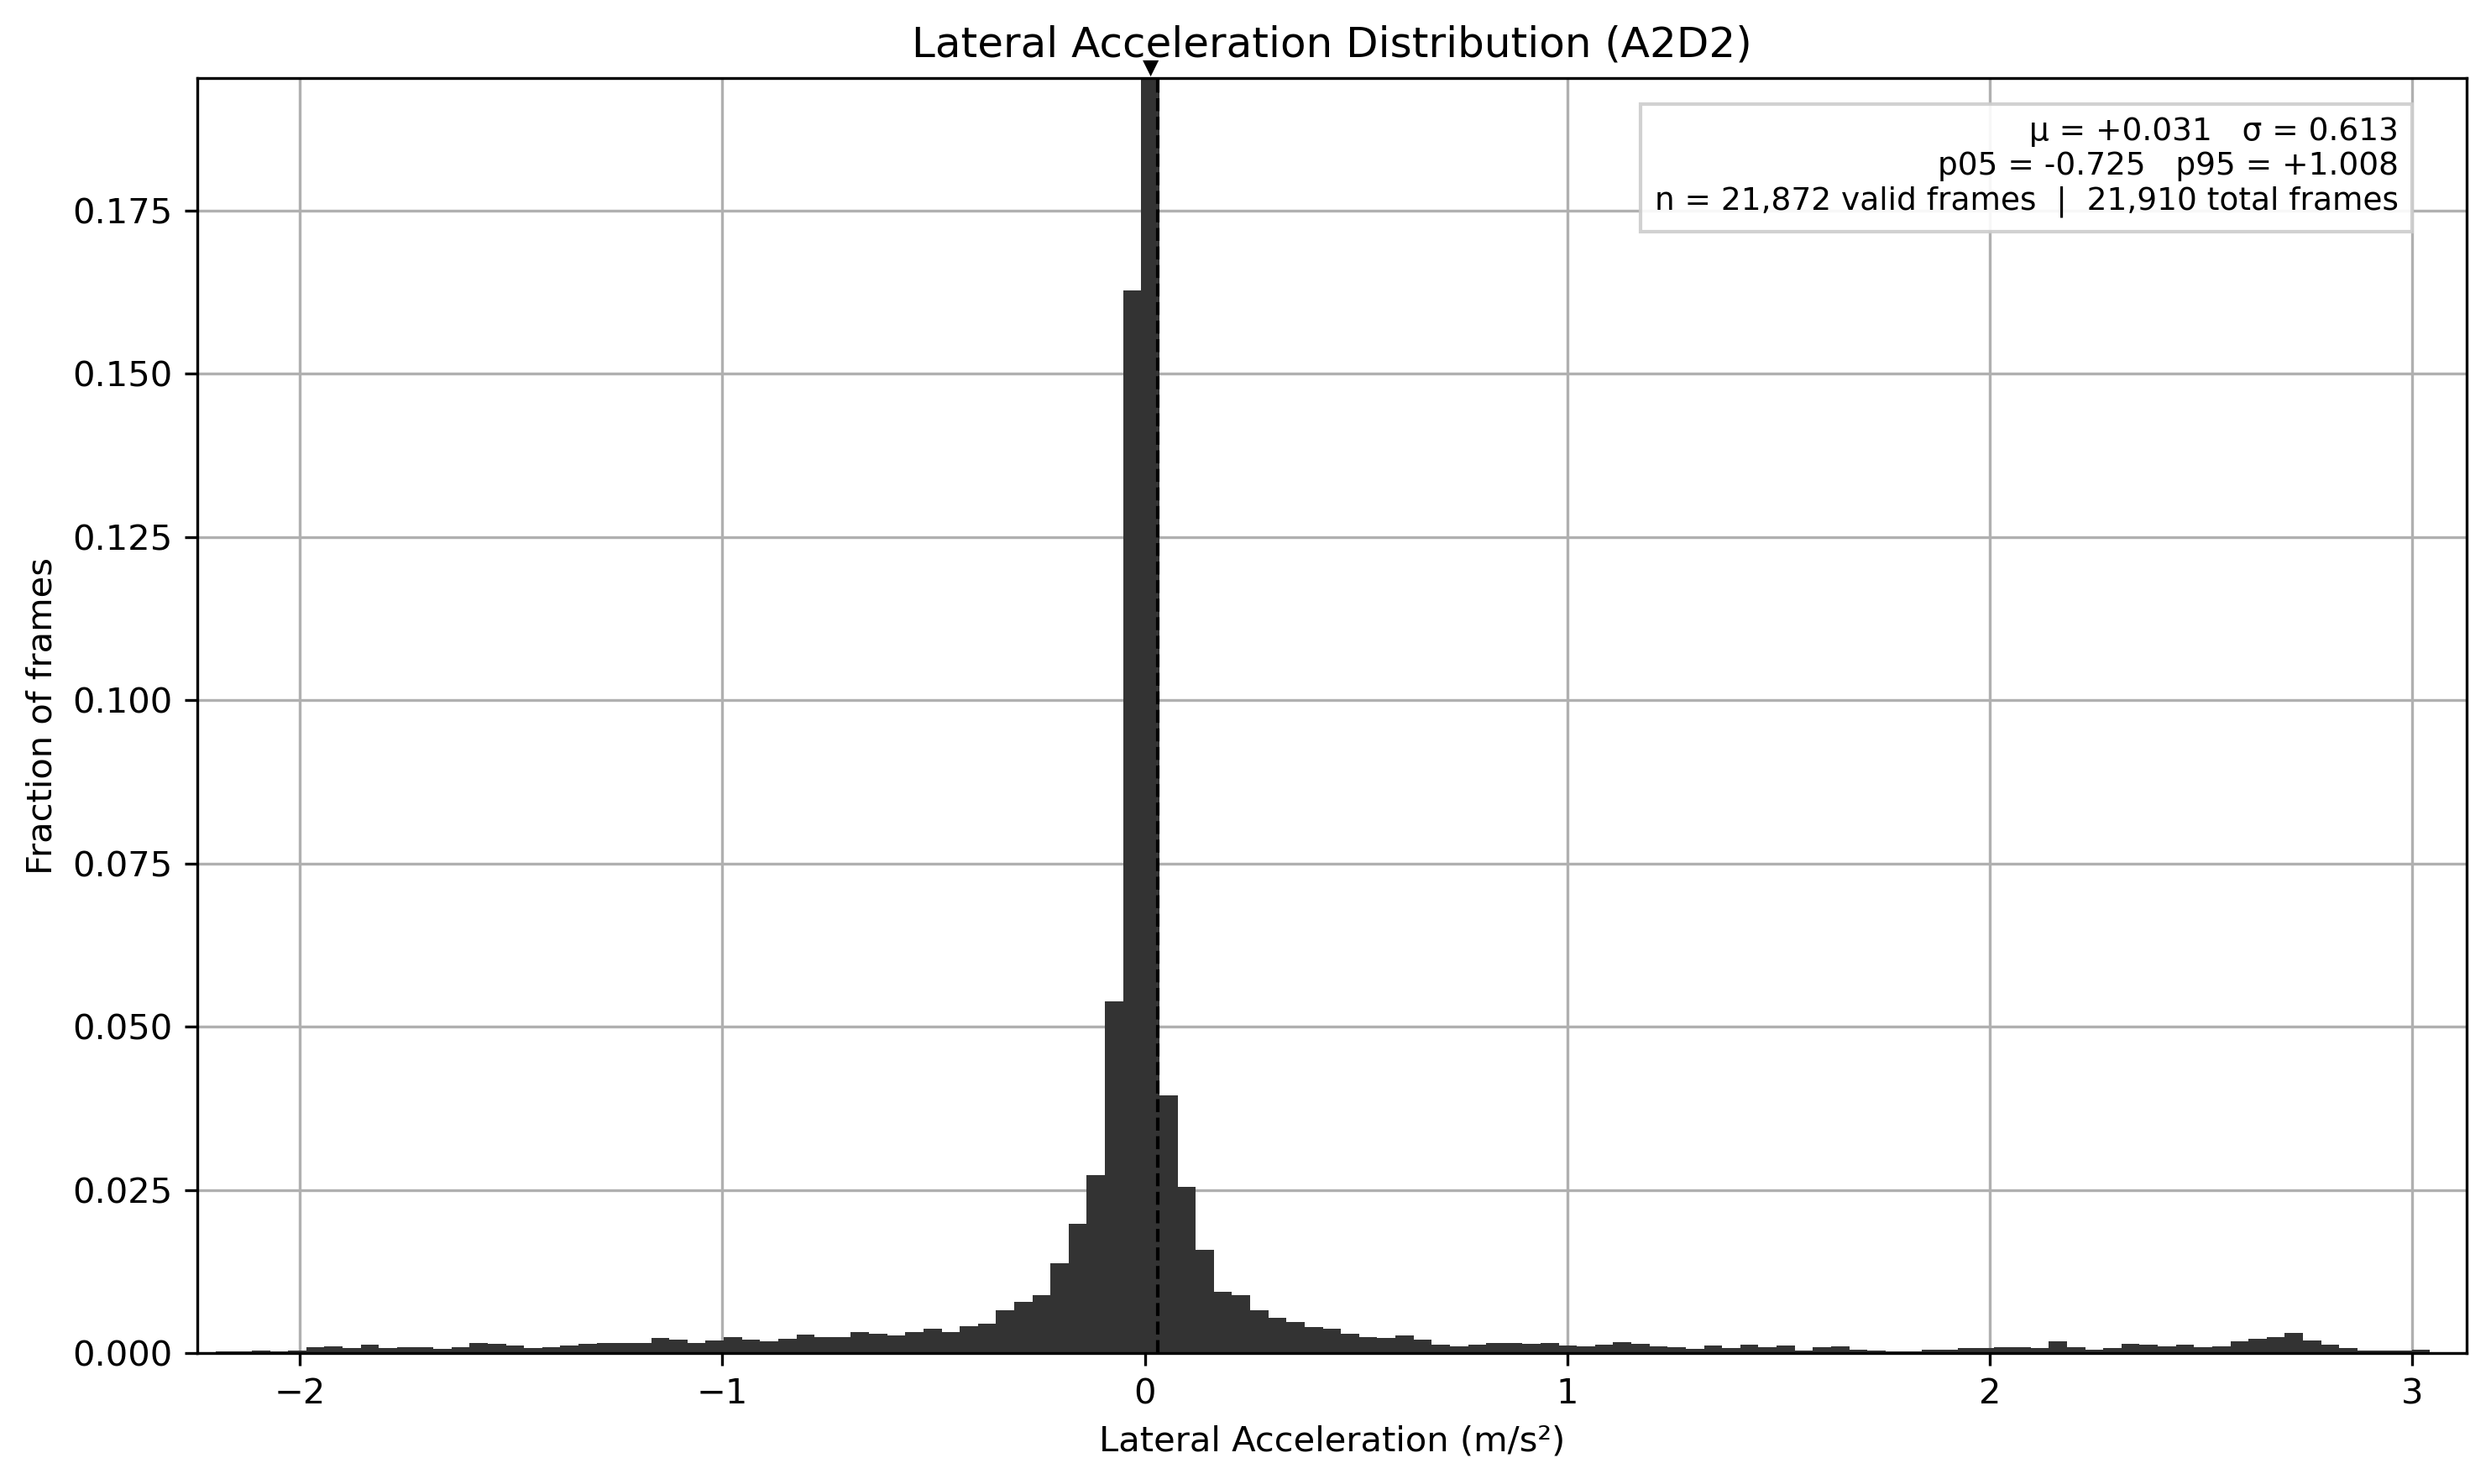 Lateral Acceleration Distribution (A2D2)
μ = +0.031   σ = 0.613
p05 = -0.725   p95 = +1.008
n = 21,872 valid frames  |  21,910 total frames
Fraction of frames
0.175
0.150
0.125
0.100
0.075
0.050
0.025
0.000
−2
−1
0
1
2
3
Lateral Acceleration (m/s²)